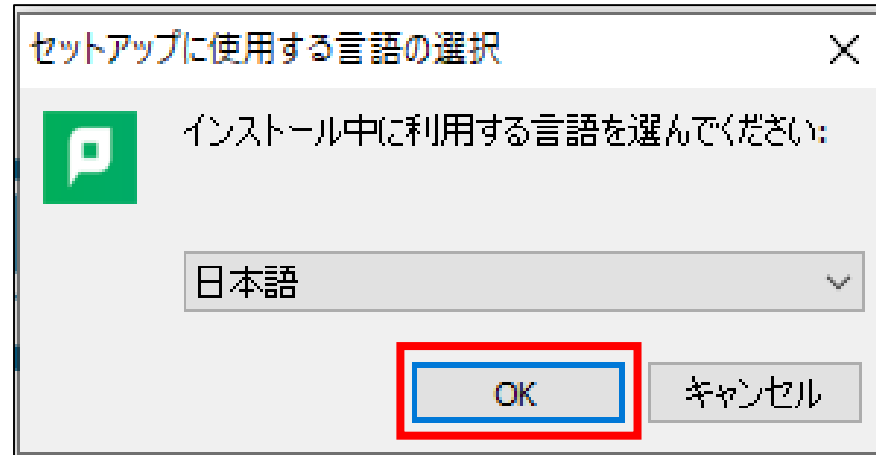 セットアップに使用する言語の選択
インストール中に利用する言語を選んでください:
日本語
OK
キャンセル